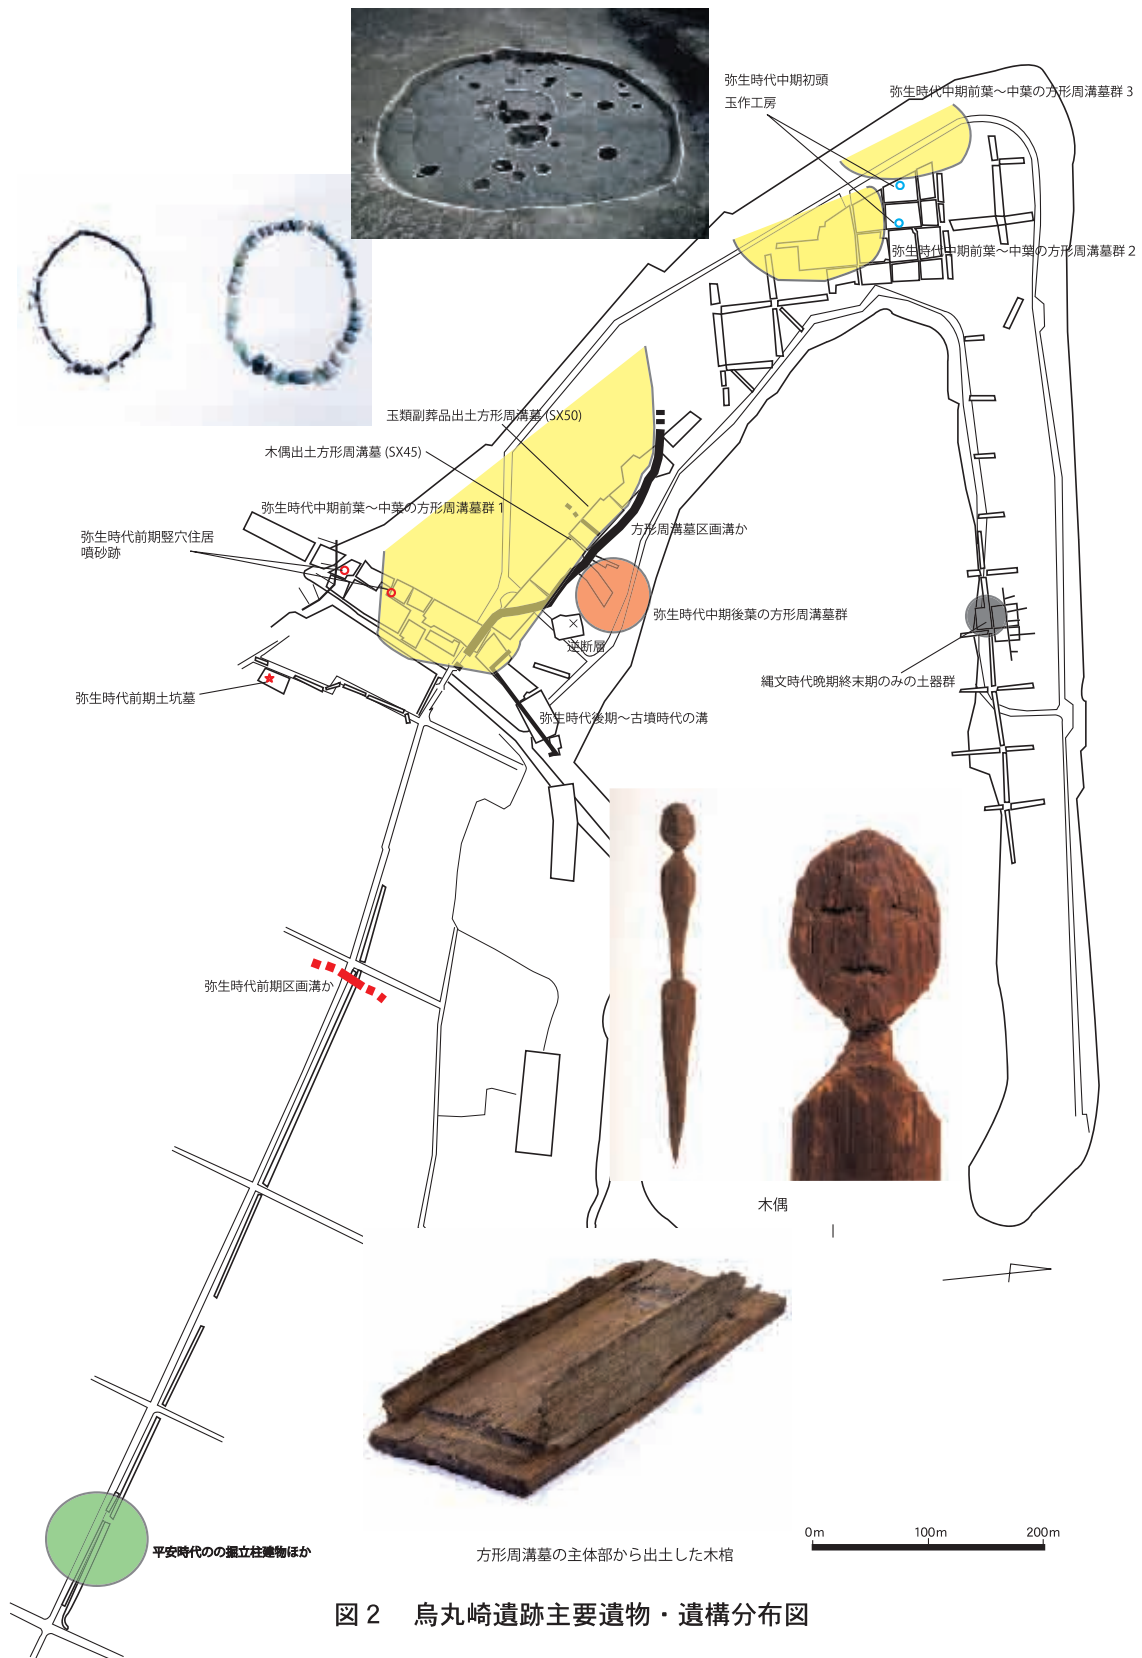 弥生時代中期初頭
玉作工房
弥生時代中期前葉～中葉の方形周溝墓群 3
弥生時代中期前葉～中葉の方形周溝墓群 2
玉類副葬品出土方形周溝墓 (SX50)
木偶出土方形周溝墓 (SX45)
弥生時代中期前葉～中葉の方形周溝墓群 1
方形周溝墓区画溝か
弥生時代前期竪穴住居
噴砂跡
弥生時代中期後葉の方形周溝墓群
逆断層
縄文時代晩期終末期のみの土器群
弥生時代前期土坑墓
弥生時代後期～古墳時代の溝
弥生時代前期区画溝か
木偶
0m 100m 200m
平安時代のの掘立柱建物ほか
方形周溝墓の主体部から出土した木棺
図２　烏丸崎遺跡主要遺物・遺構分布図